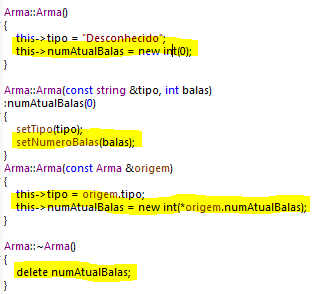 Arma::Arma()
{
this->tipo = "Desconhecido";
this->numAtualBalas = new int(0);
}
Arma::Arma(const string &tipo, int balas)
:numAtualBalas(0)
{
setTipo(tipo);
setNumeroBalas(balas);
}
Arma::Arma(const Arma &origem)
{
this->tipo = origem.tipo;
this->numAtualBalas = new int(*origem.numAtualBalas);
}
Arma::~Arma()
{
delete numAtualBalas;
}